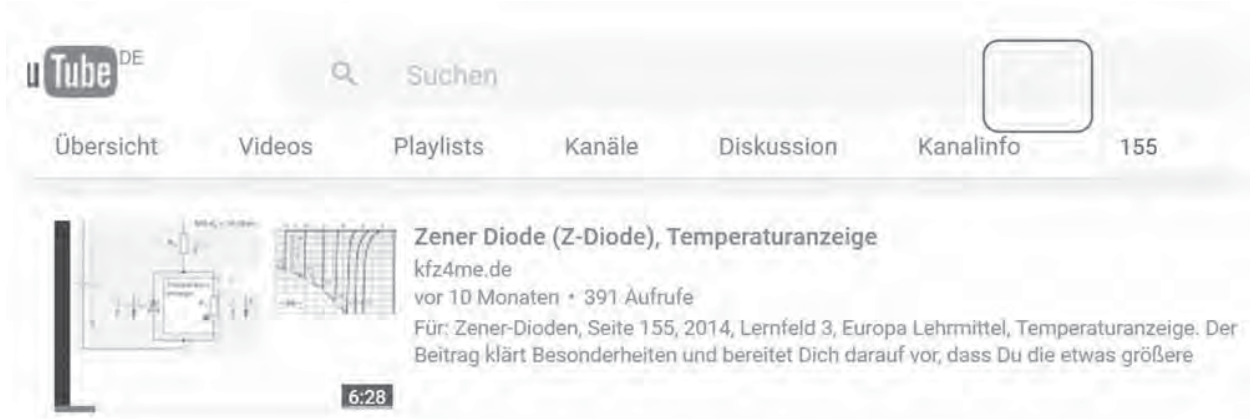 uTube DE
Suchen
Übersicht Videos Playlists Kanäle Diskussion Kanalinfo 155
Zener Diode (Z-Diode), Temperaturanzeige
kfz4me.de
vor 10 Monaten • 391 Aufrufe
Für: Zener-Dioden, Seite 155, 2014, Lernfeld 3, Europa Lehrmittel, Temperaturanzeige. Der
Beitrag klärt Besonderheiten und bereitet Dich darauf vor, dass Du die etwas größere
6:28